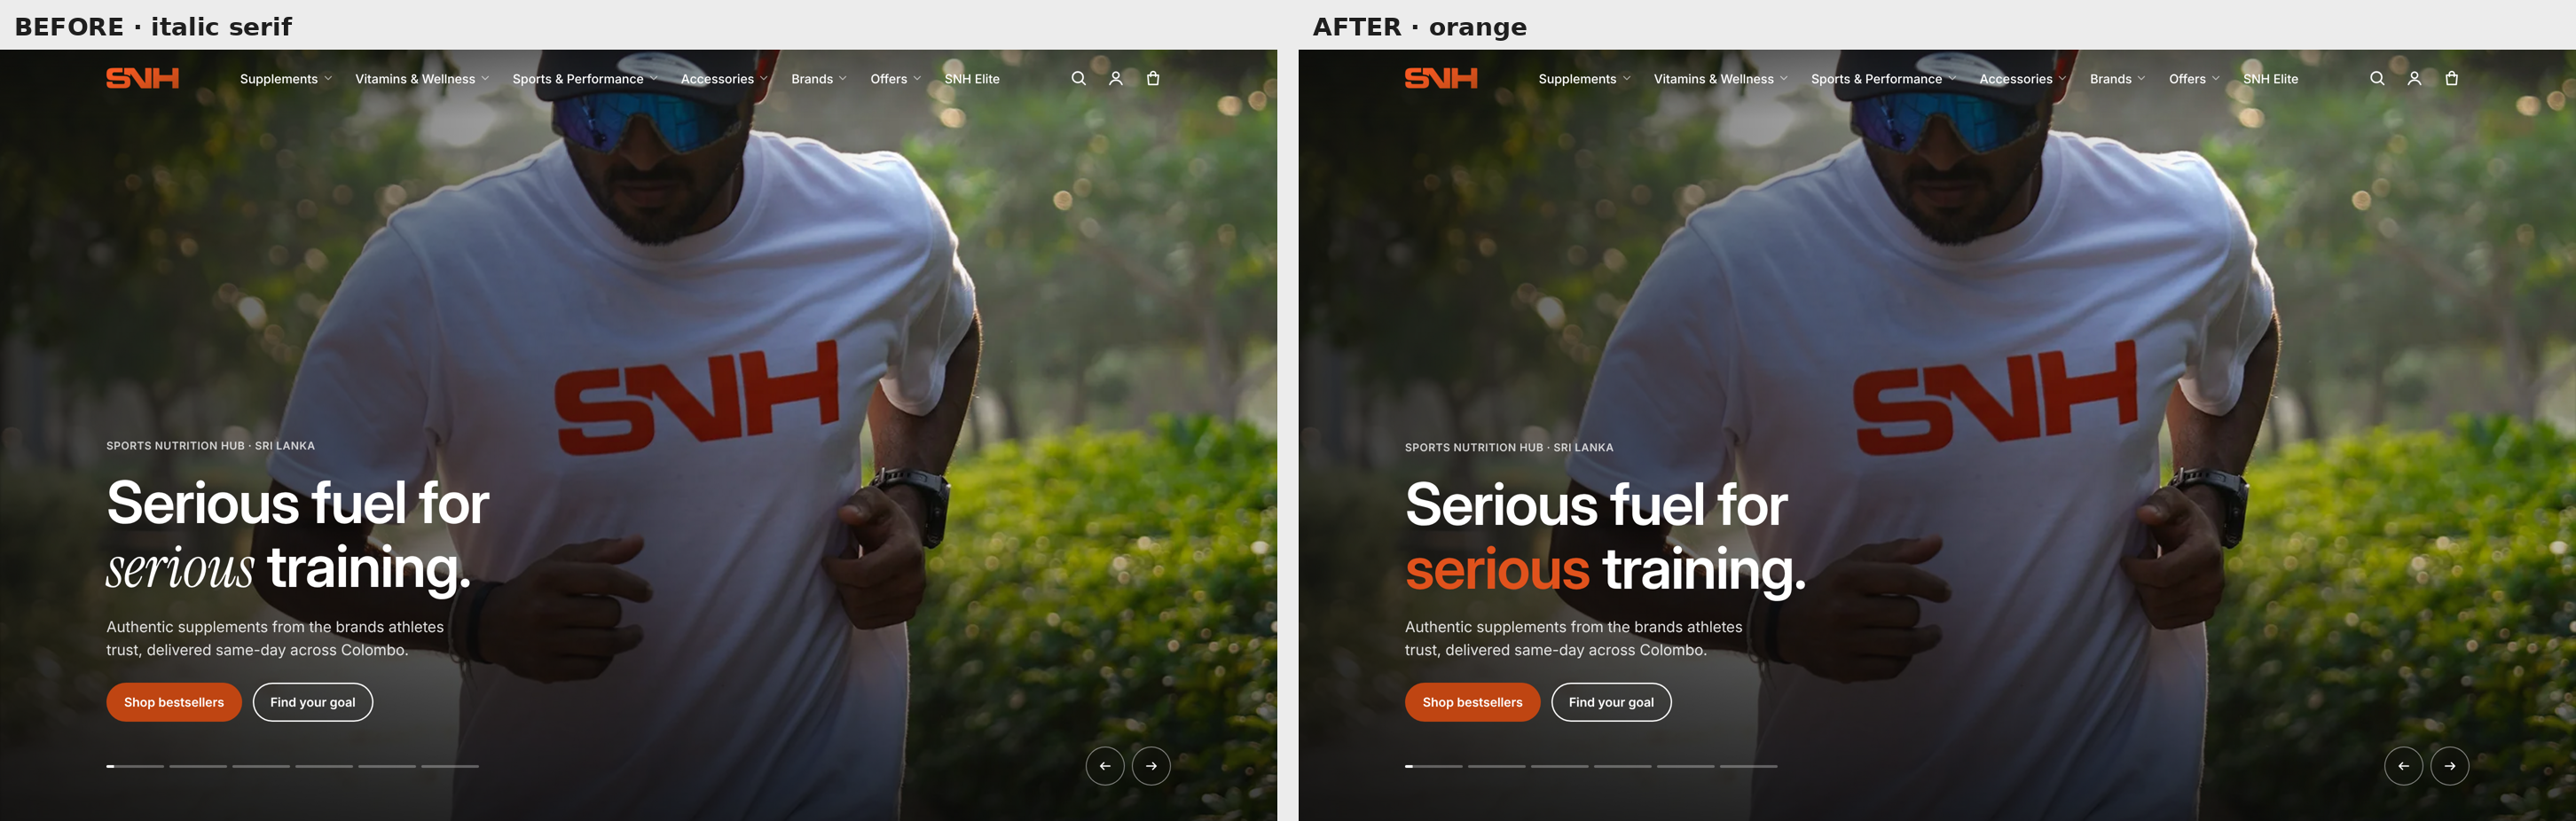 BEFORE · italic serif
SNH
Supplements
Vitamins & Wellness
Sports & Performance
Accessories
Brands
Offers
SNH Elite
SNH
SPORTS NUTRITION HUB · SRI LANKA
Serious fuel for
serious training.
Authentic supplements from the brands athletes
trust, delivered same-day across Colombo.
Shop bestsellers
Find your goal
AFTER · orange
SNH
Supplements
Vitamins & Wellness
Sports & Performance
Accessories
Brands
Offers
SNH Elite
SNH
SPORTS NUTRITION HUB · SRI LANKA
Serious fuel for
serious training.
Authentic supplements from the brands athletes
trust, delivered same-day across Colombo.
Shop bestsellers
Find your goal